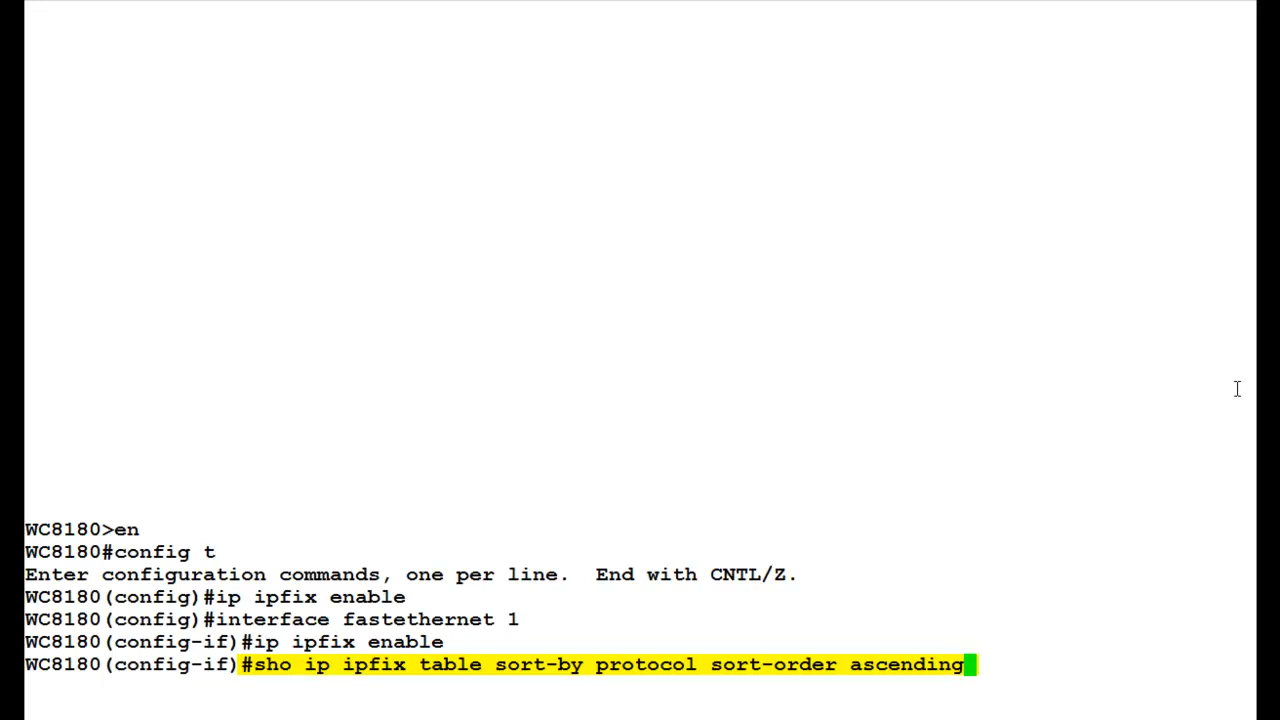 WC8180>en
WC8180#config t
Enter configuration commands, one per line.  End with CNTL/Z.
WC8180(config)#ip ipfix enable
WC8180(config)#interface fastethernet 1
WC8180(config-if)#ip ipfix enable
WC8180(config-if)#sho ip ipfix table sort-by protocol sort-order ascending